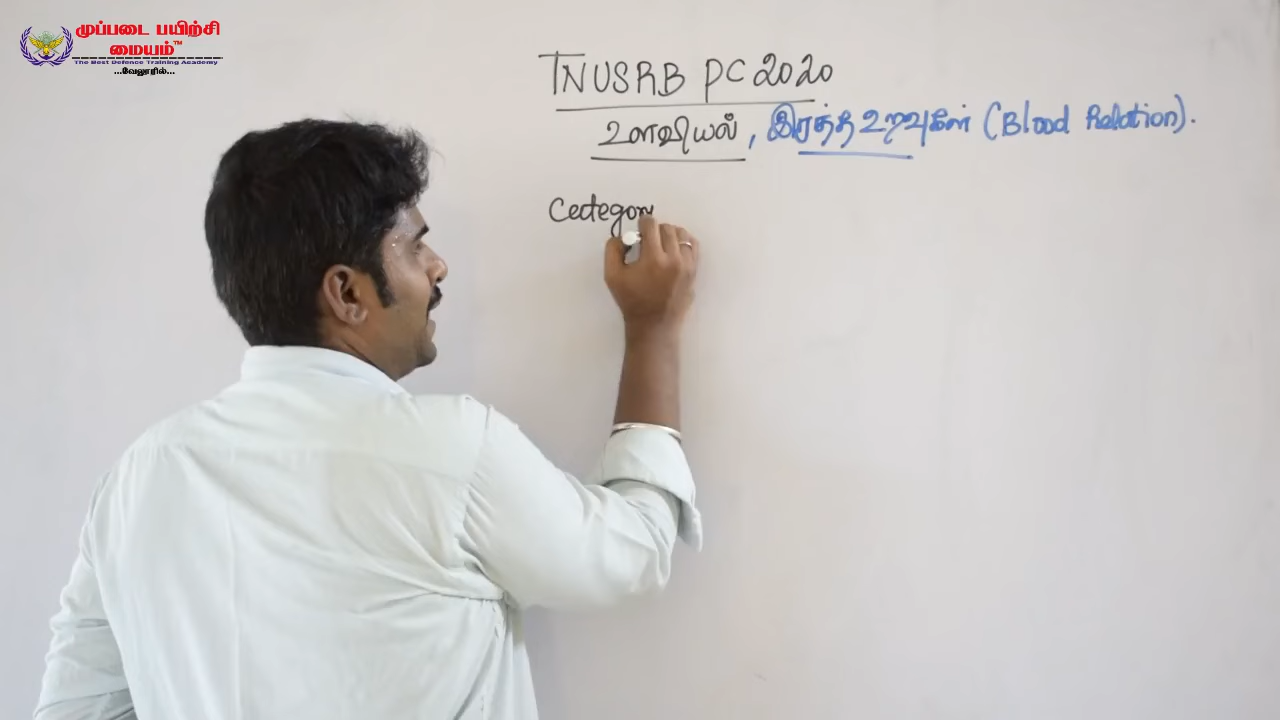 முப்படை பயிற்சி
மையம்™
The Best Defence Training Academy
...வேலூரில்...
TNUSRB PC 2020
உளவியல் , இரத்த உறவுகள் (Blood Relation).
Cedegory